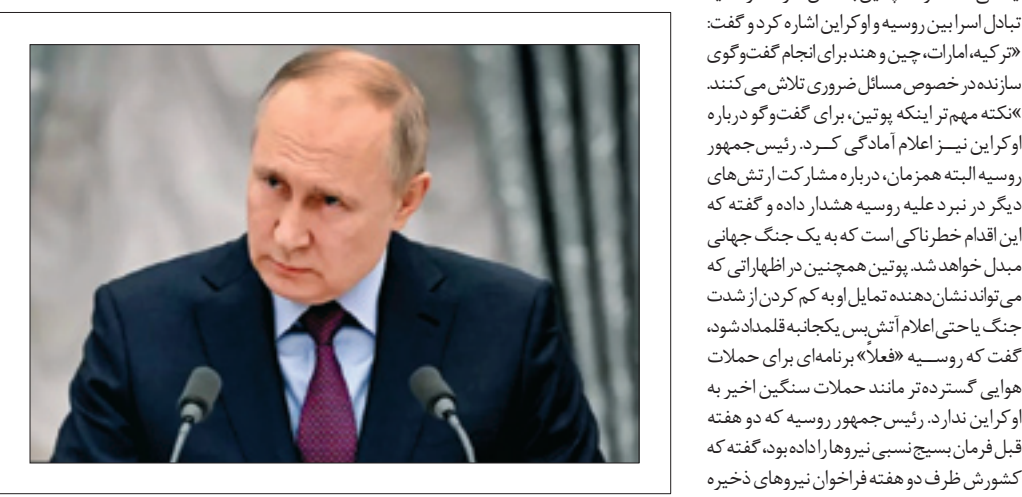 تبادل اسرا بین روسیه و اوکراین اشاره کرد و گفت:
«ترکیه، امارات، چین و هند برای انجام گفت‌وگوی
سازنده در خصوص مسائل ضروری تلاش می‌کنند.
»نکته مهم‌تر اینکه پوتین، برای گفت‌وگو درباره
اوکراین نیــز اعلام آمادگی کــرد. رئیس‌جمهور
روسیه البته همزمان، درباره مشارکت ارتش‌های
دیگر در نبرد علیه روسیه هشدار داده و گفته که
این اقدام خطرناکی است که به یک جنگ جهانی
مبدل خواهد شد. پوتین همچنین در اظهاراتی که
می‌تواند نشان‌دهنده تمایل او به کم کردن از شدت
جنگ یا حتی اعلام آتش‌بس یکجانبه قلمداد شود،
گفت که روســیه «فعلاً» برنامه‌ای برای حملات
هوایی گسترده‌تر مانند حملات سنگین اخیر به
اوکراین ندارد. رئیس‌جمهور روسیه که دو هفته
قبل فرمان بسیج نسبی نیروها را داده بود، گفته که
کشورش ظرف دو هفته فراخوان نیروهای ذخیره